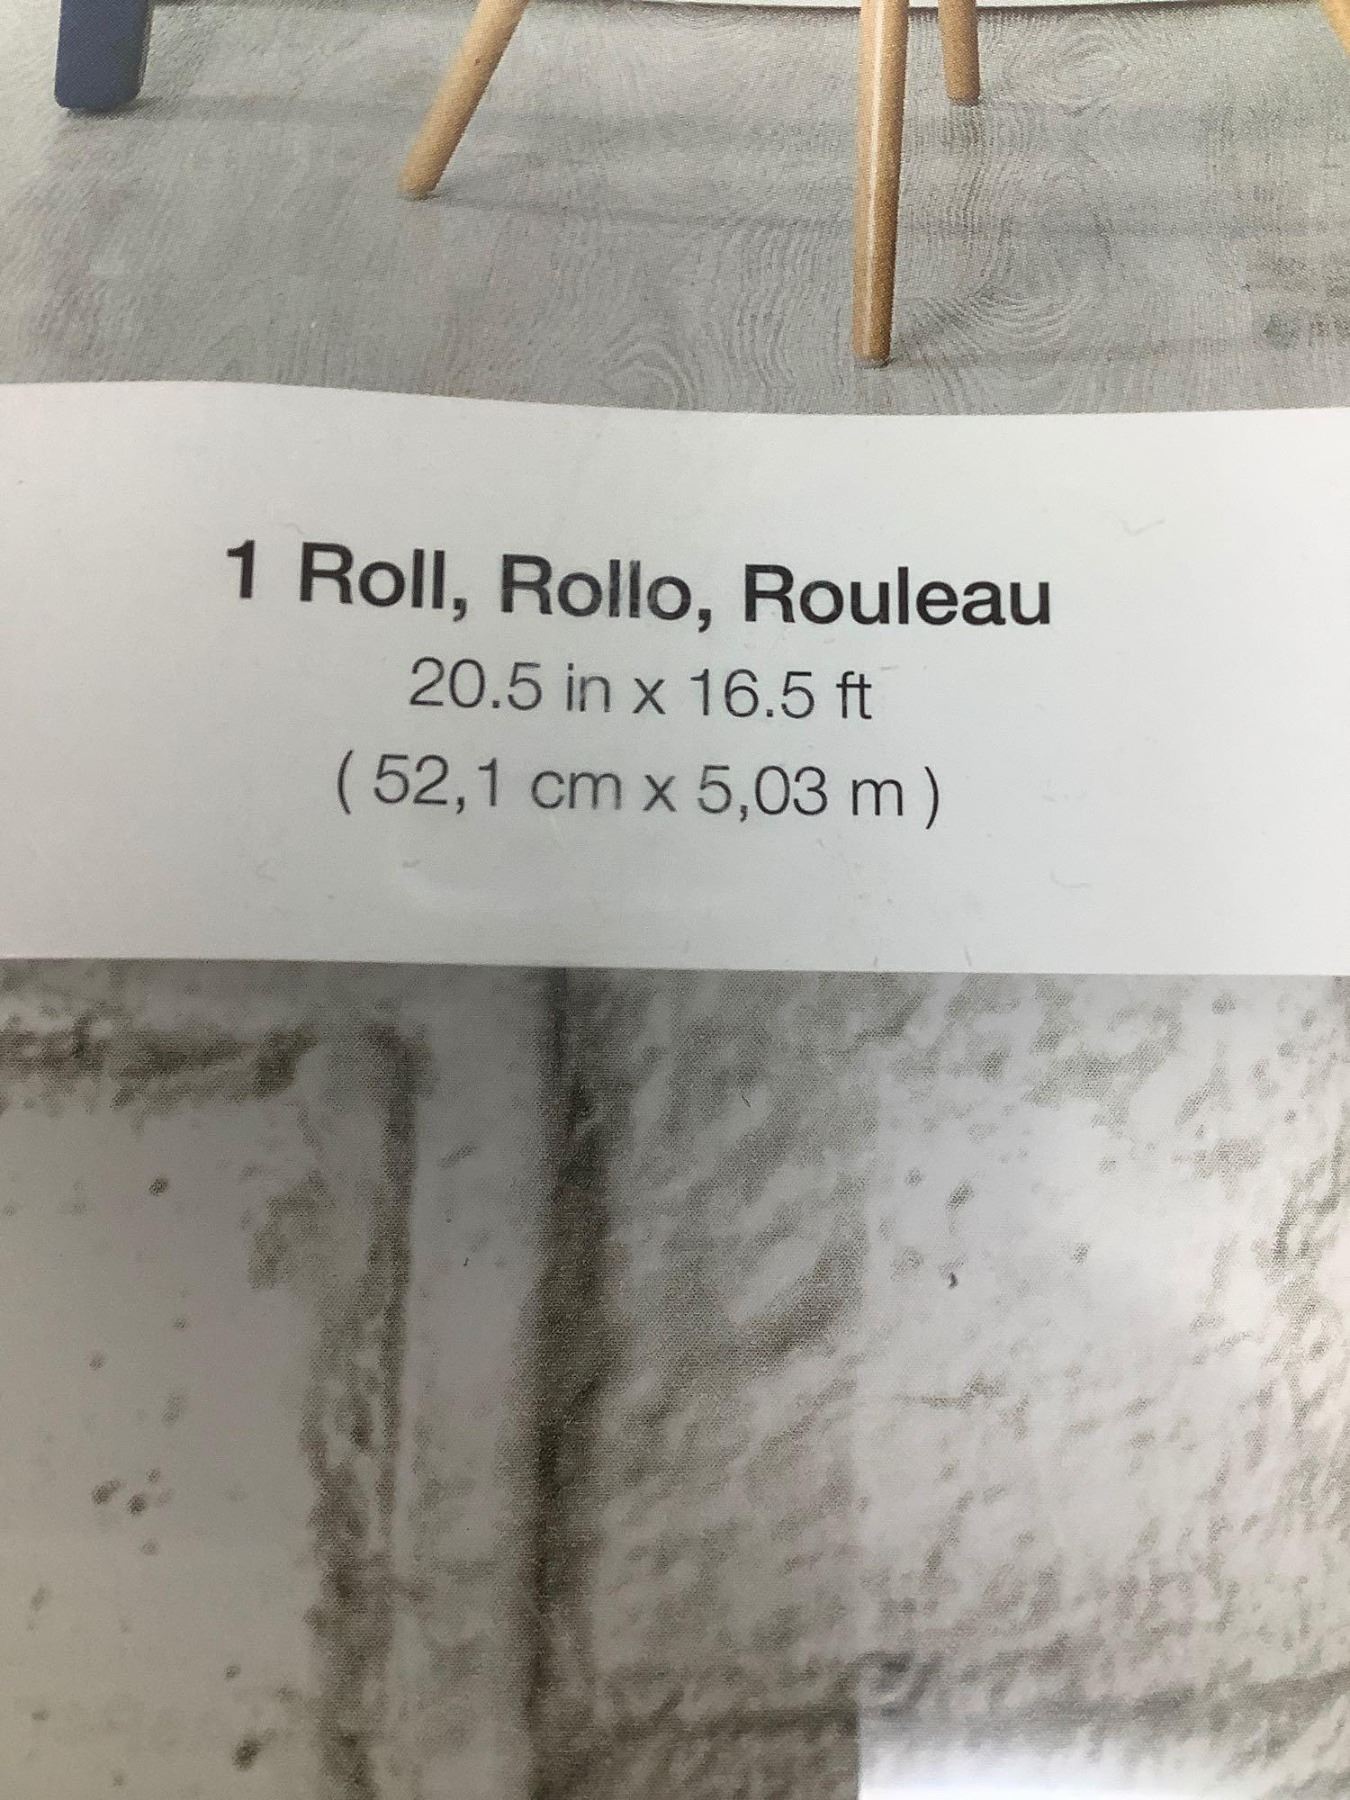 1 Roll, Rollo, Rouleau
20.5 in x 16.5 ft
( 52,1 cm x 5,03 m )